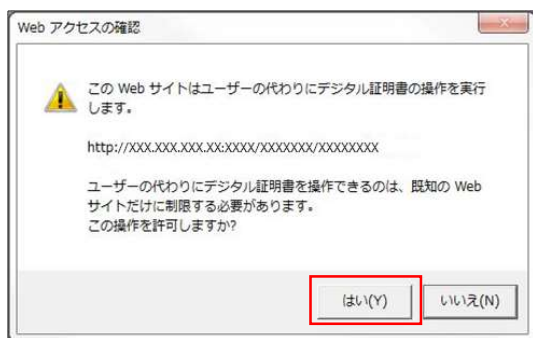 Web アクセスの確認
この Web サイトはユーザーの代わりにデジタル証明書の操作を実行
します。
http://XXX.XXX.XXX.XX:XXXX/XXXXXXX/XXXXXXXX
ユーザーの代わりにデジタル証明書を操作できるのは、既知の Web
サイトだけに制限する必要があります。
この操作を許可しますか?
はい(Y)
いいえ(N)